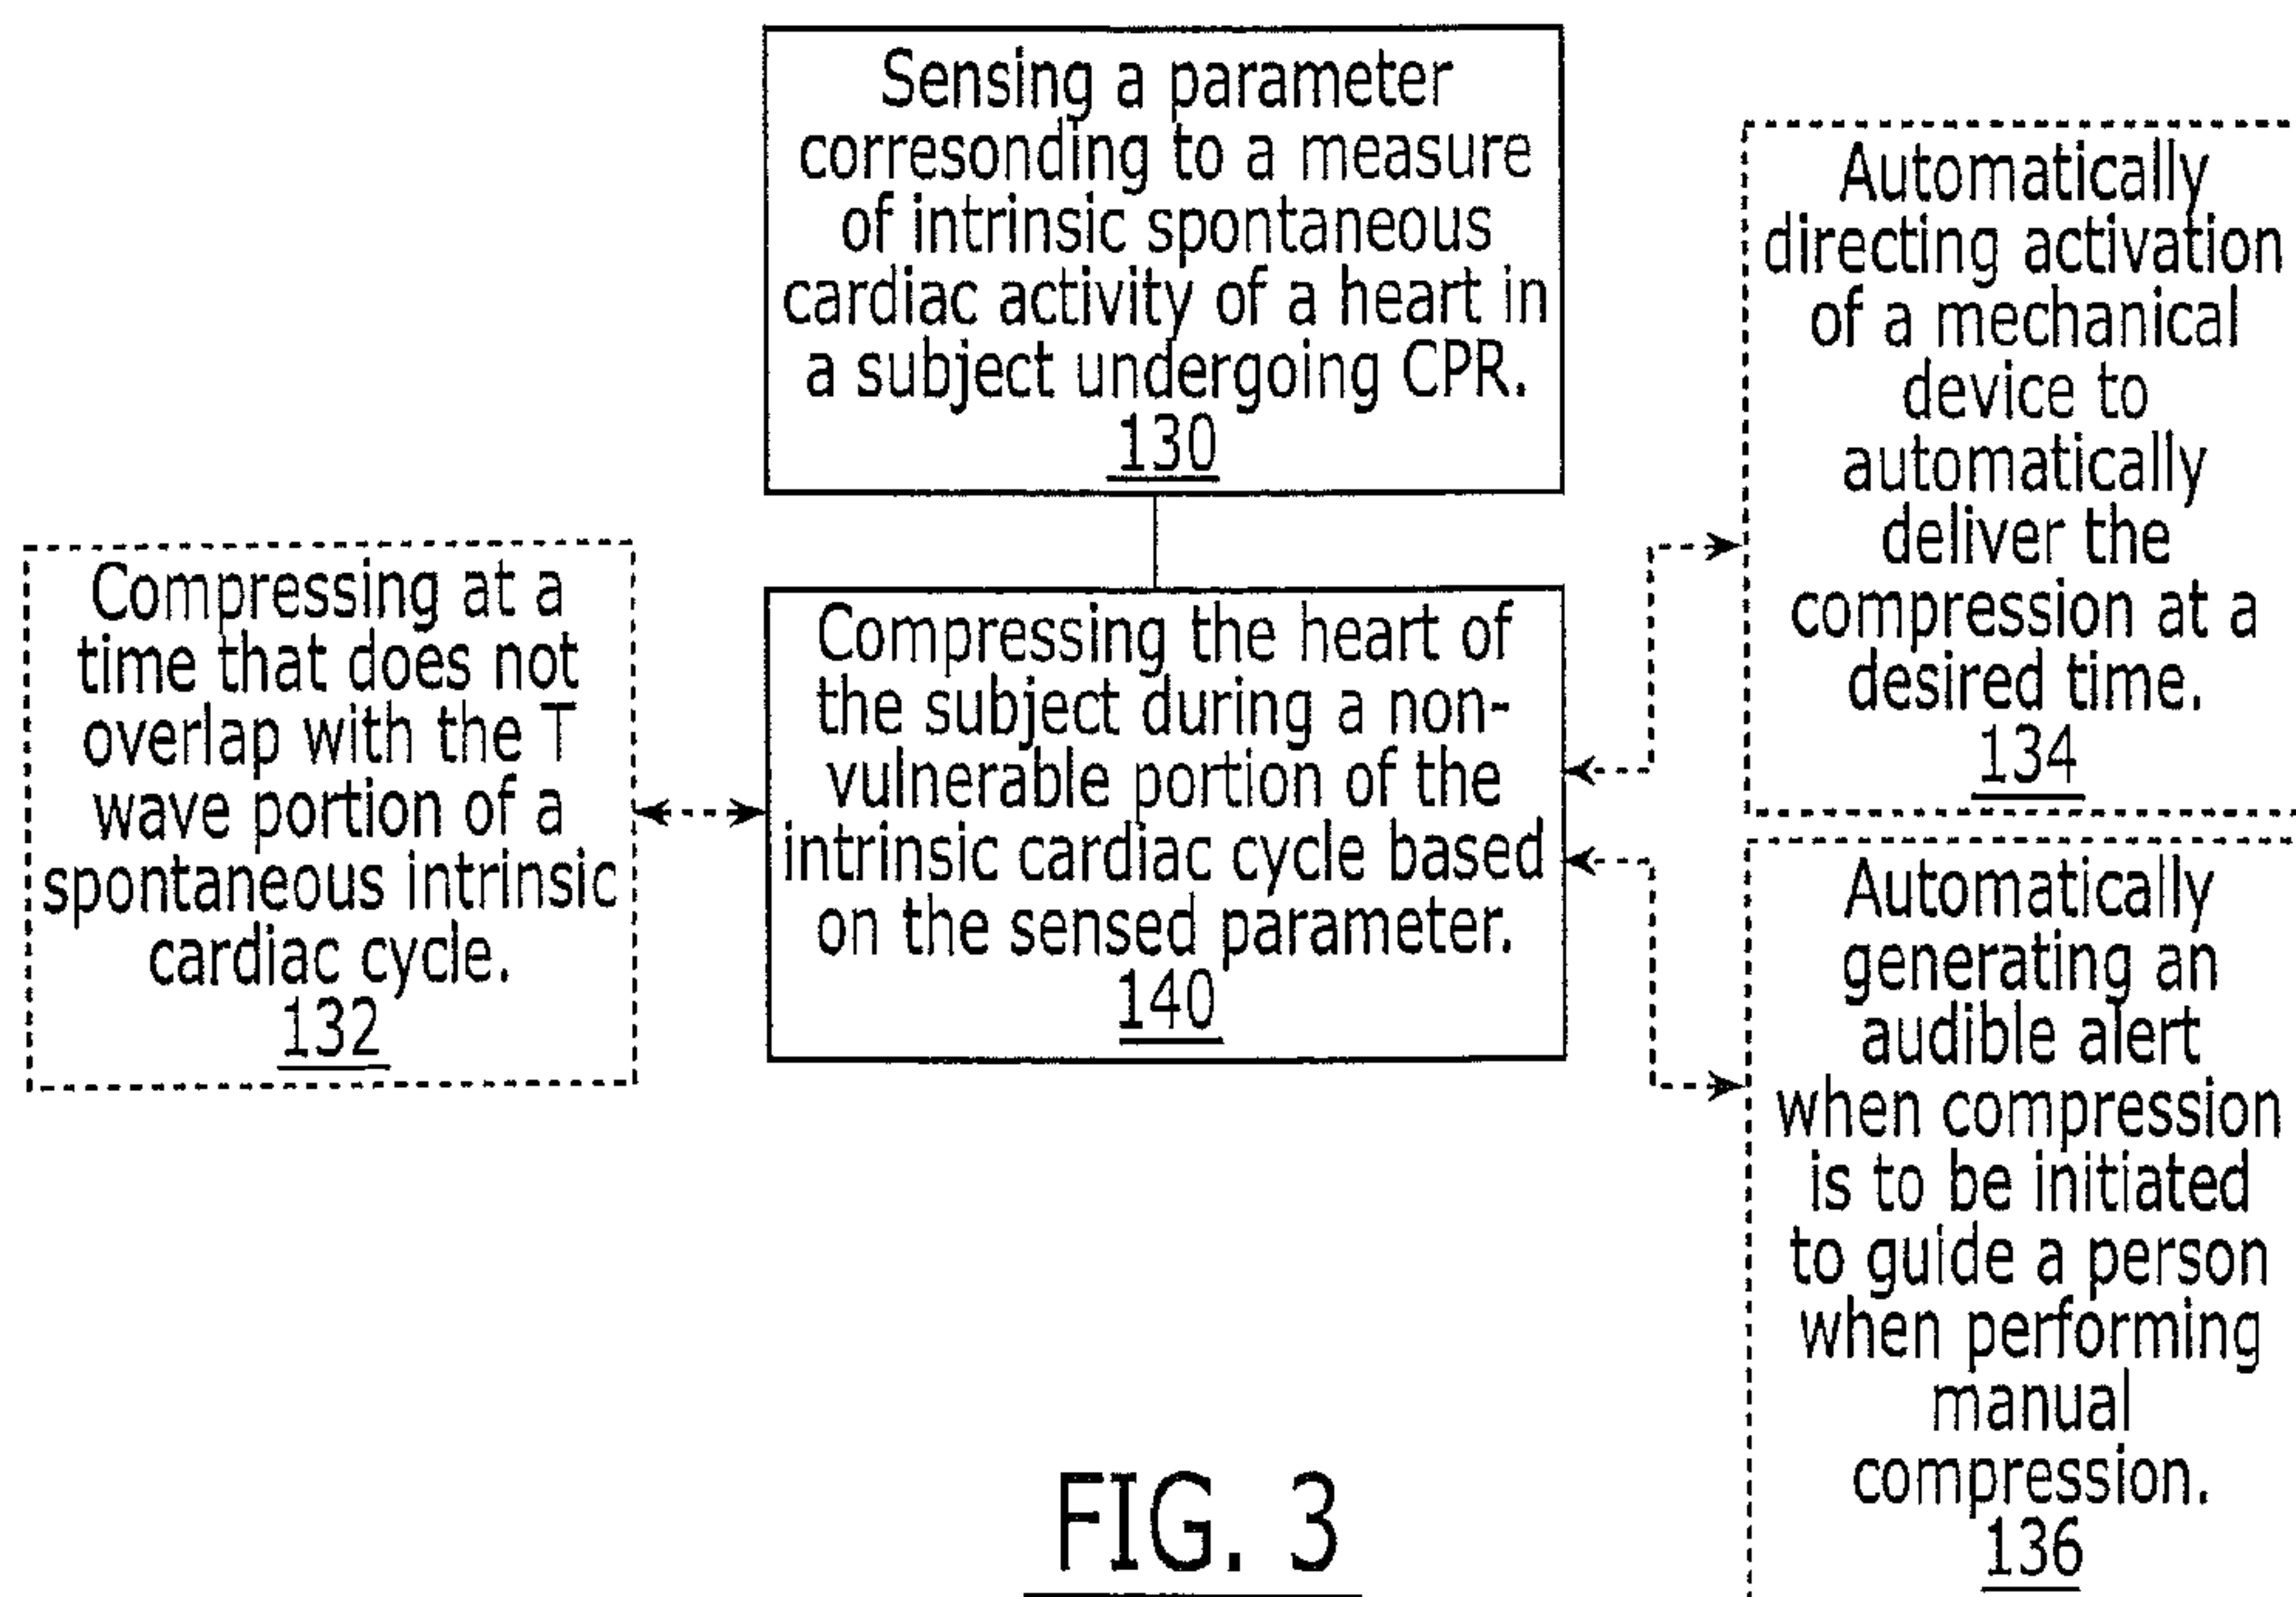 Sensing a parameter
corresonding to a measure
of intrinsic spontaneous
cardiac activity of a heart in
a subject undergoing CPR.
130
Compressing at a
time that does not
overlap with the T
wave portion of a
spontaneous intrinsic
cardiac cycle.
132
Compressing the heart of
the subject during a non-
vulnerable portion of the
intrinsic cardiac cycle based
on the sensed parameter.
140
Automatically
directing activation
of a mechanical
device to
automatically
deliver the
compression at a
desired time.
134
Automatically
generating an
audible alert
when compression
is to be initiated
to guide a person
when performing
manual
compression.
136
FIG. 3